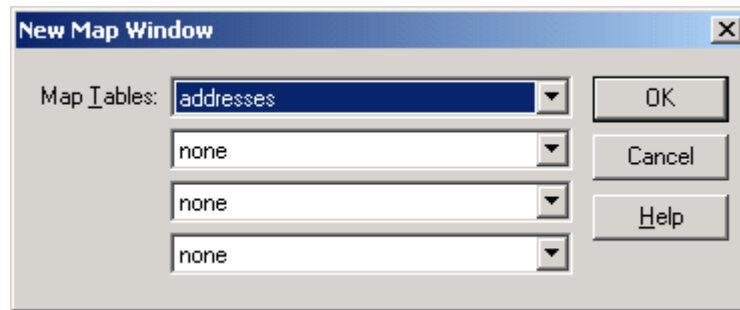 New Map Window
Map Tables: addresses OK
none Cancel
none Help
none